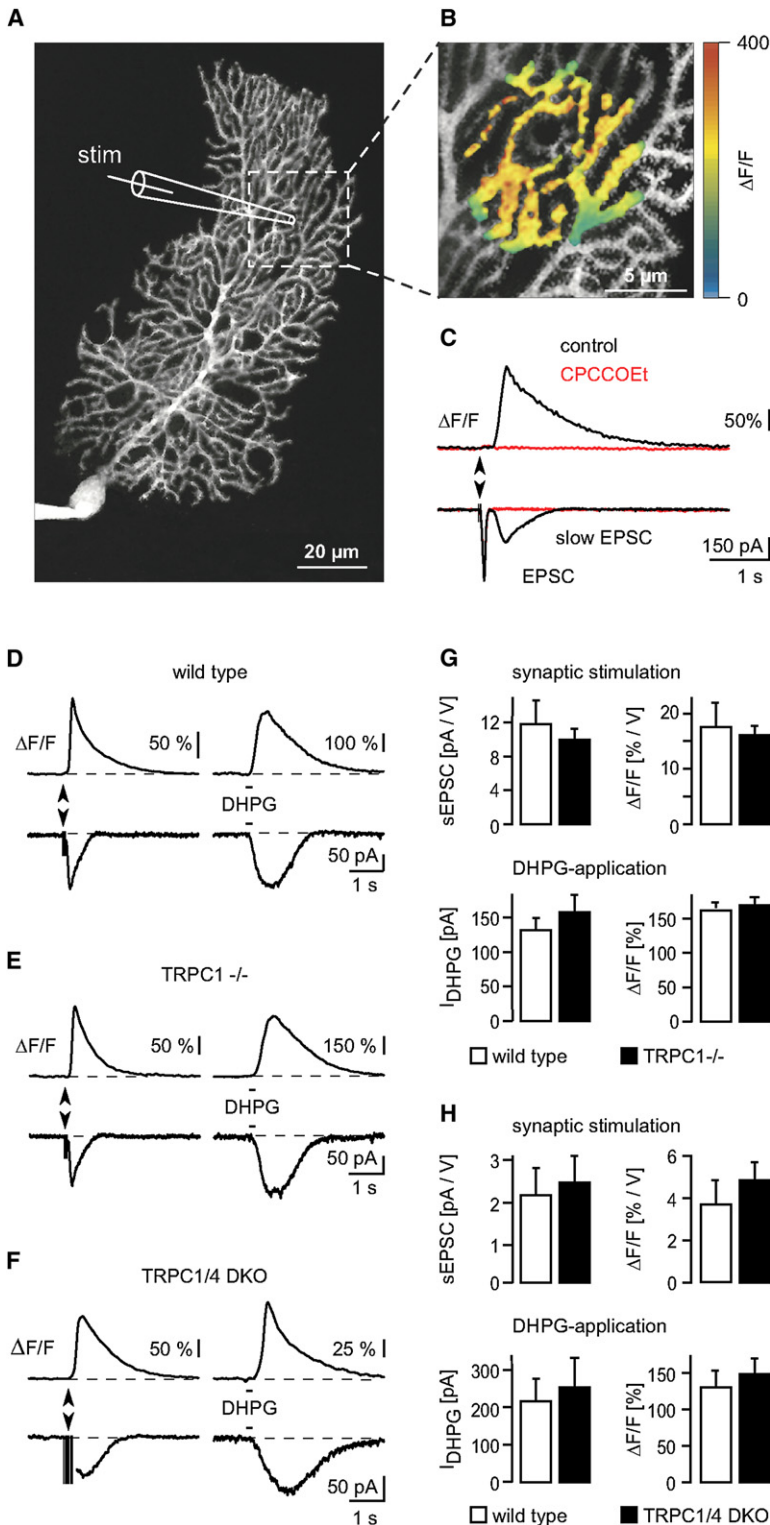 A
stim
20 µm
B
400
ΔF/F
0
5 µm
C
control
CPCCOEt
ΔF/F
50%
slow EPSC
EPSC
150 pA
1 s
D
wild type
ΔF/F
50 %
100 %
DHPG
50 pA
1 s
E
TRPC1 -/-
ΔF/F
50 %
150 %
DHPG
50 pA
1 s
F
TRPC1/4 DKO
ΔF/F
50 %
25 %
DHPG
50 pA
1 s
G
synaptic stimulation
sEPSC [pA / V]
12
8
4
0
ΔF/F [% / V]
20
10
0
DHPG-application
IDHPG [pA]
150
100
50
0
ΔF/F [%]
150
100
50
0
wild type
TRPC1-/-
H
synaptic stimulation
sEPSC [pA / V]
3
2
1
0
ΔF/F [% / V]
6
4
2
0
DHPG-application
IDHPG [pA]
300
200
100
0
ΔF/F [%]
150
100
50
0
wild type
TRPC1/4 DKO